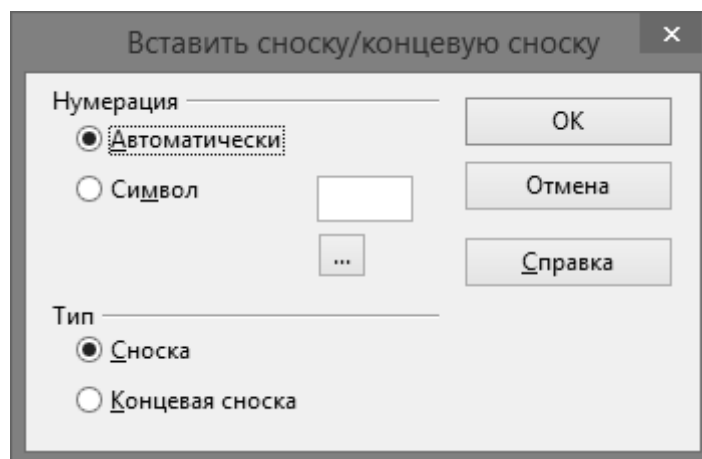 Вставить сноску/концевую сноску
Нумерация
Автоматически
Символ
...
Тип
Сноска
Концевая сноска
OK
Отмена
Справка